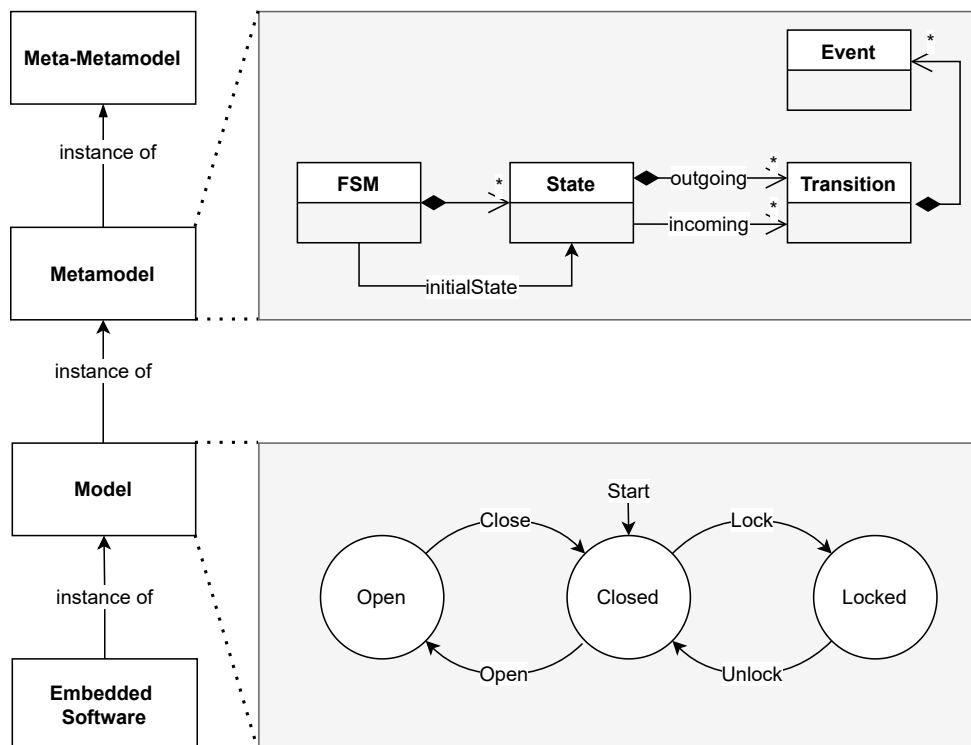 Meta-Metamodel
instance of
Metamodel
instance of
Model
instance of
Embedded
Software
*
Event
FSM
*
State
outgoing
*
incoming
*
Transition
initialState
Start
Close
Lock
Open
Closed
Locked
Open
Unlock